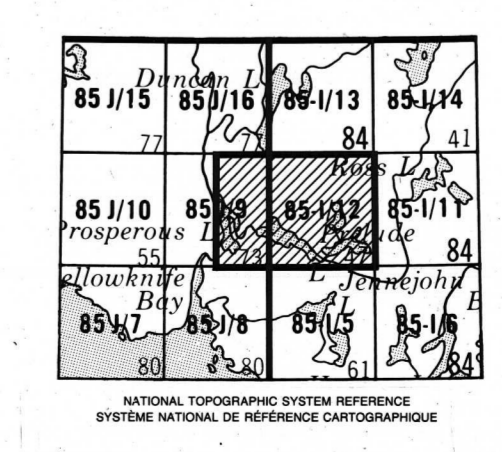 Duncan L
85 J/15 85 J/16 85-I/13 85-I/14
77 84 41
Ross L
85 J/10 85 J/9 85-I/12 85-I/11
Prosperous L Prelude
55 73 47 84
ellowknife L Jennejohn
Bay L
85 J/7 85 J/8 85-I/5 85-I/6
80 80 61 84
NATIONAL TOPOGRAPHIC SYSTEM REFERENCE
SYSTÈME NATIONAL DE RÉFÉRENCE CARTOGRAPHIQUE